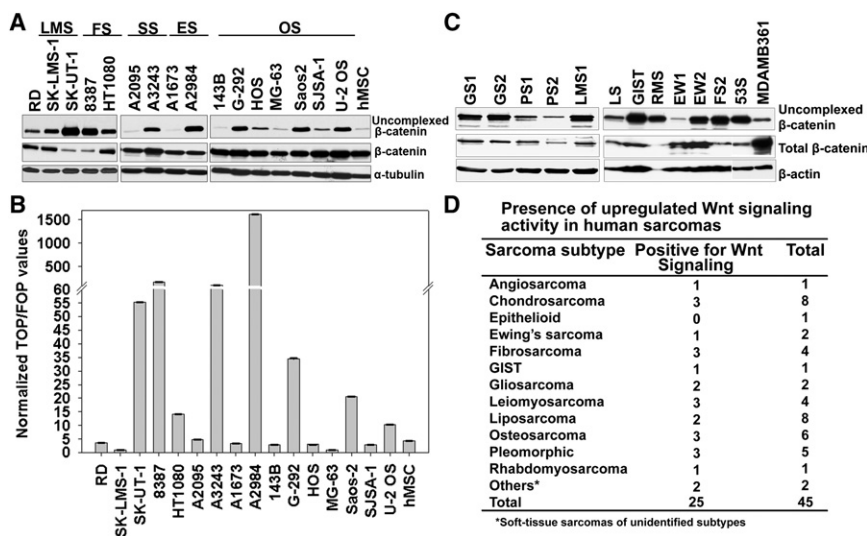 A
LMS FS SS ES OS
RD SK-LMS-1 SK-UT-1 8387 HT1080 A2095 A3243 A1673 A2984 143B G-292 HOS MG-63 Saos2 SJSA-1 U-2 OS hMSC
Uncomplexed
β-catenin
β-catenin
α-tubulin
B
Normalized TOP/FOP values
1500
1000
500
60
55
50
45
40
35
30
25
20
15
10
5
0
RD SK-LMS-1 SK-UT-1 8387 HT1080 A2095 A3243 A1673 A2984 143B G-292 HOS MG-63 Saos-2 SJSA-1 U-2 OS hMSC
C
GS1 GS2 PS1 PS2 LMS1 LS GIST RMS EW1 EW2 FS2 53S MDAMB361
Uncomplexed
β-catenin
Total β-catenin
β-actin
D
Presence of upregulated Wnt signaling
activity in human sarcomas
Sarcoma subtype Positive for Wnt Total
Signaling
Angiosarcoma 1 1
Chondrosarcoma 3 8
Epithelioid 0 1
Ewing's sarcoma 1 2
Fibrosarcoma 3 4
GIST 1 1
Gliosarcoma 2 2
Leiomyosarcoma 3 4
Liposarcoma 2 8
Osteosarcoma 3 6
Pleomorphic 3 5
Rhabdomyosarcoma 1 1
Others* 2 2
Total 25 45
*Soft-tissue sarcomas of unidentified subtypes